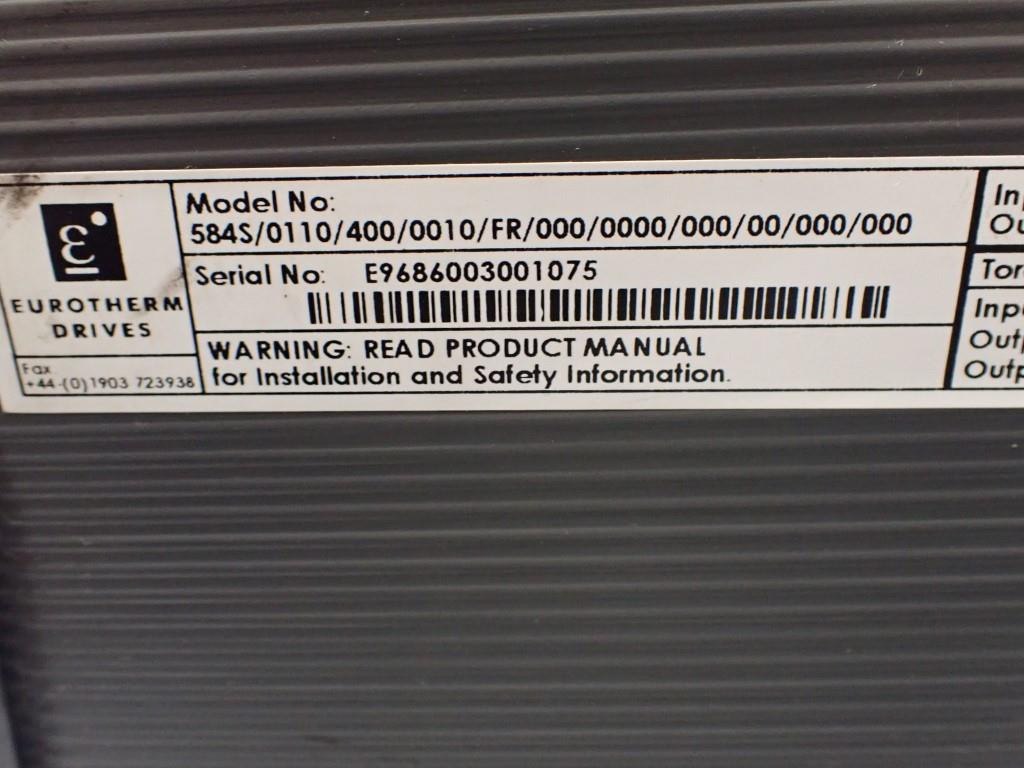 Model No:
584S/0110/400/0010/FR/000/0000/000/00/000/000
Serial No: E9686003001075
WARNING: READ PRODUCT MANUAL
for Installation and Safety Information.
EUROTHERM
DRIVES
Fax
+44-(0)1903 723938